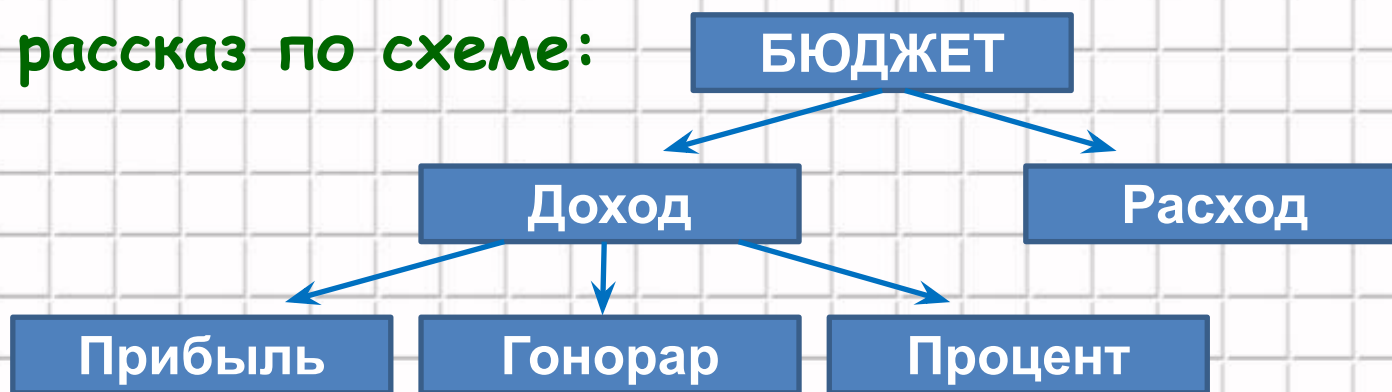 рассказ по схеме:
БЮДЖЕТ
Доход
Расход
Прибыль
Гонорар
Процент